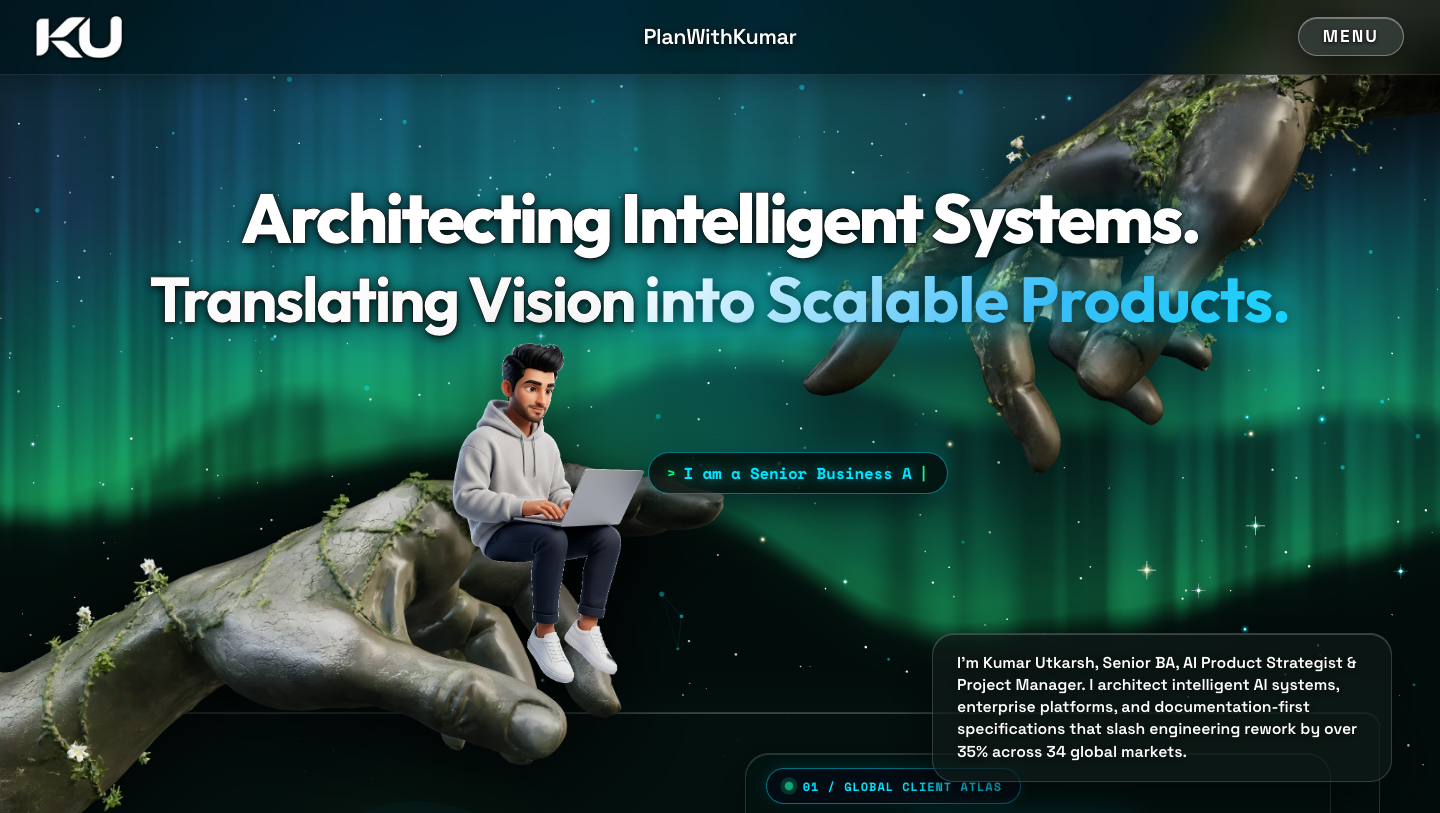 KU
PlanWithKumar
MENU
Architecting Intelligent Systems.
Translating Vision into Scalable Products.
> I am a Senior Business A |
I'm Kumar Utkarsh, Senior BA, AI Product Strategist &
Project Manager. I architect intelligent AI systems,
enterprise platforms, and documentation-first
specifications that slash engineering rework by over
35% across 34 global markets.
01 / GLOBAL CLIENT ATLAS